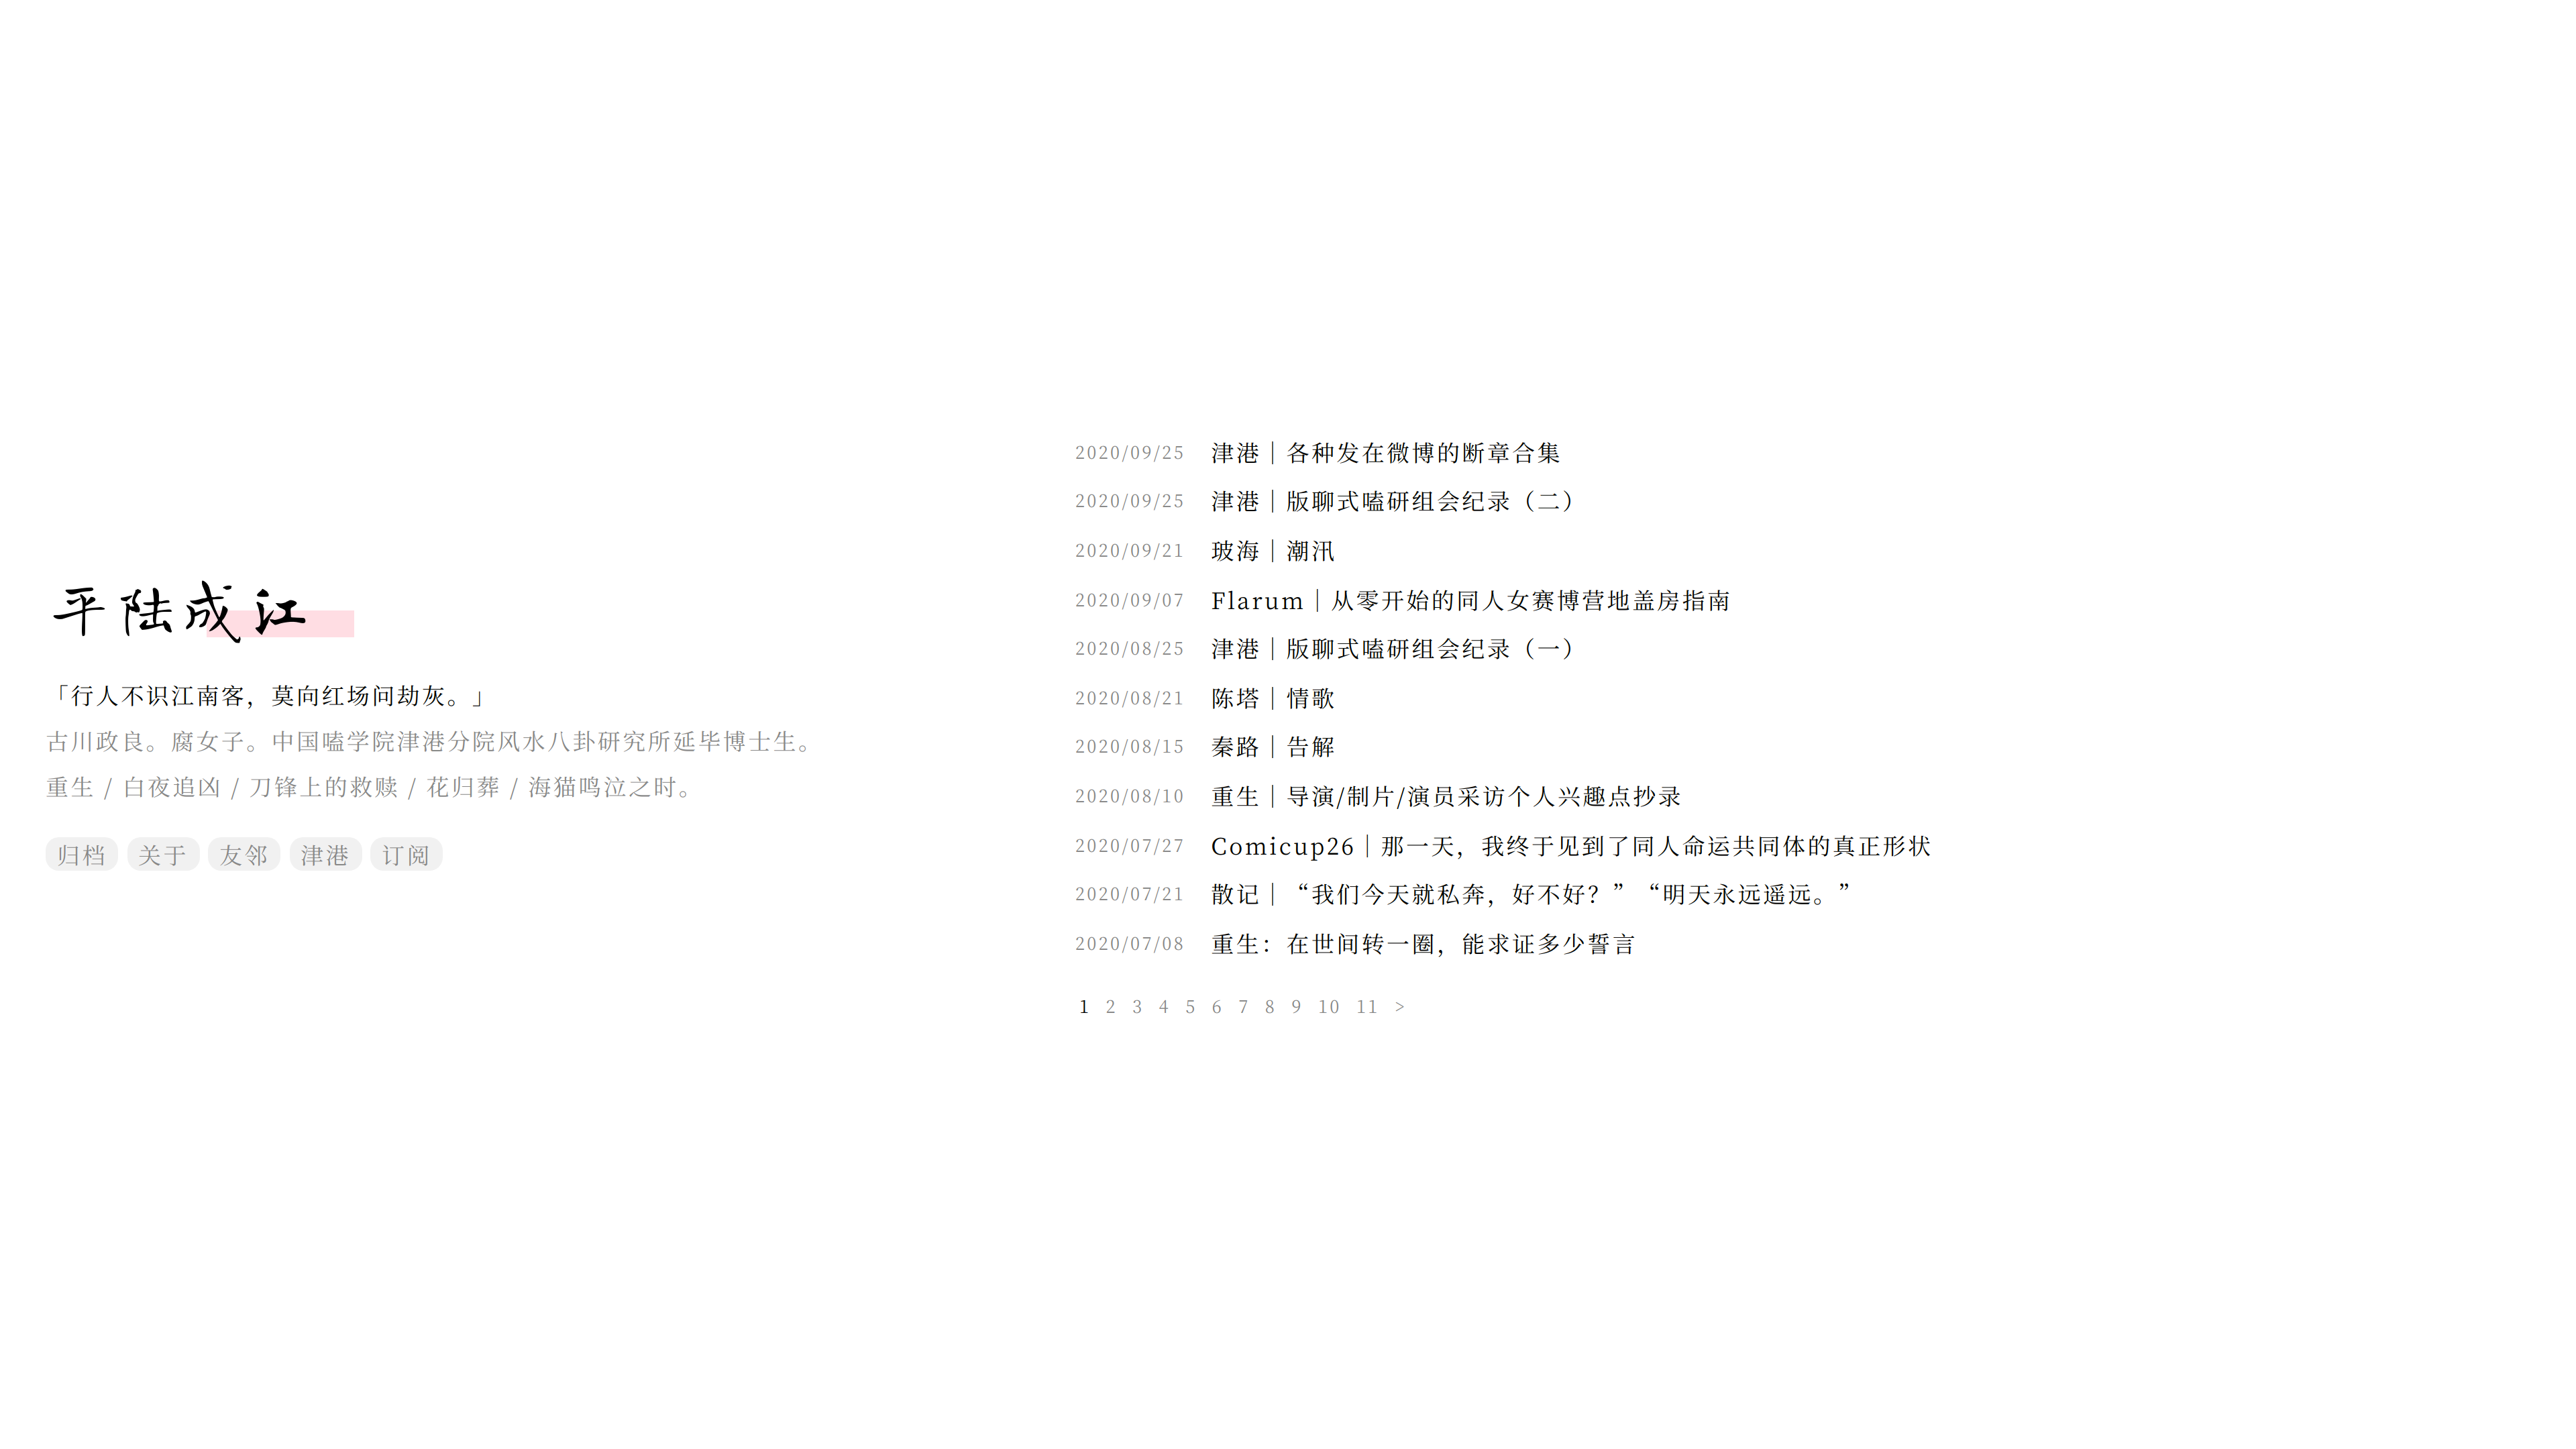 平陆成江
「行人不识江南客，莫向红场问劫灰。」
古川政良。腐女子。中国嗑学院津港分院风水八卦研究所延毕博士生。
重生 / 白夜追凶 / 刀锋上的救赎 / 花归葬 / 海猫鸣泣之时。
归档 关于 友邻 津港 订阅
2020/09/25 津港｜各种发在微博的断章合集
2020/09/25 津港｜版聊式嗑研组会纪录（二）
2020/09/21 玻海｜潮汛
2020/09/07 Flarum｜从零开始的同人女赛博营地盖房指南
2020/08/25 津港｜版聊式嗑研组会纪录（一）
2020/08/21 陈塔｜情歌
2020/08/15 秦路｜告解
2020/08/10 重生｜导演/制片/演员采访个人兴趣点抄录
2020/07/27 Comicup26｜那一天，我终于见到了同人命运共同体的真正形状
2020/07/21 散记｜“我们今天就私奔，好不好？”“明天永远遥远。”
2020/07/08 重生：在世间转一圈，能求证多少誓言
1 2 3 4 5 6 7 8 9 10 11 >